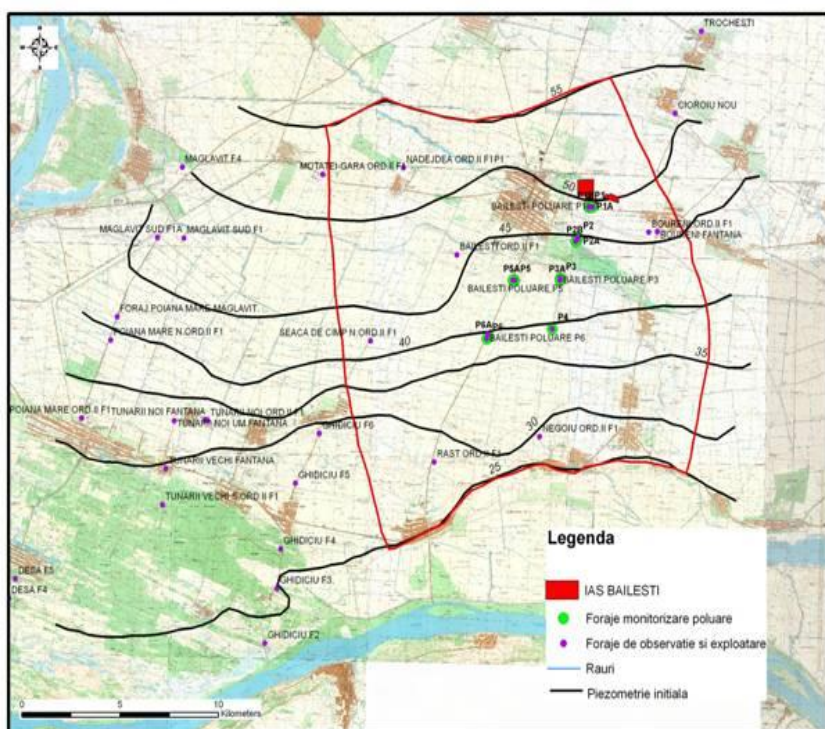 TROCHESTI
55
CIOROIU NOU
MAGLAVIT F4
MOTATEI-GARA ORD.II F1
NADEJDEA ORD.II F1P1
50
BAILESTI POLUARE
P1A
MAGLAVIT SUD F1A
MAGLAVIT SUD F1
45
P2
P2A
BOURENI ORD.II F1
BOURENI FANTANA
BAILESTI ORD.II F1
P5A P5
P3A P3
BAILESTI POLUARE P5
BAILESTI POLUARE P3
FORAJ POIANA MARE MAGLAVIT
P4
POIANA MARE N.ORD.II F1
SEACA DE CIMP N.ORD.II F1
40
P6A
BAILESTI POLUARE P6
35
POIANA MARE ORD.II F1
TUNARII NOI FANTANA
TUNARII NOI ORD.II F1
TUNARII NOI UM.FANTANA
GHIDICIU F6
30
NEGOIU ORD.II F1
TUNARII VECHI FANTANA
RAST ORD.II F1
25
GHIDICIU F5
TUNARII VECHI S.ORD.II F1
GHIDICIU F4
DESA F5
DESA F4
GHIDICIU F3
GHIDICIU F2
Legenda
IAS BAILESTI
Foraje monitorizare poluare
Foraje de observatie si exploatare
Rauri
Piezometrie initiala
0 5 10
Kilometers